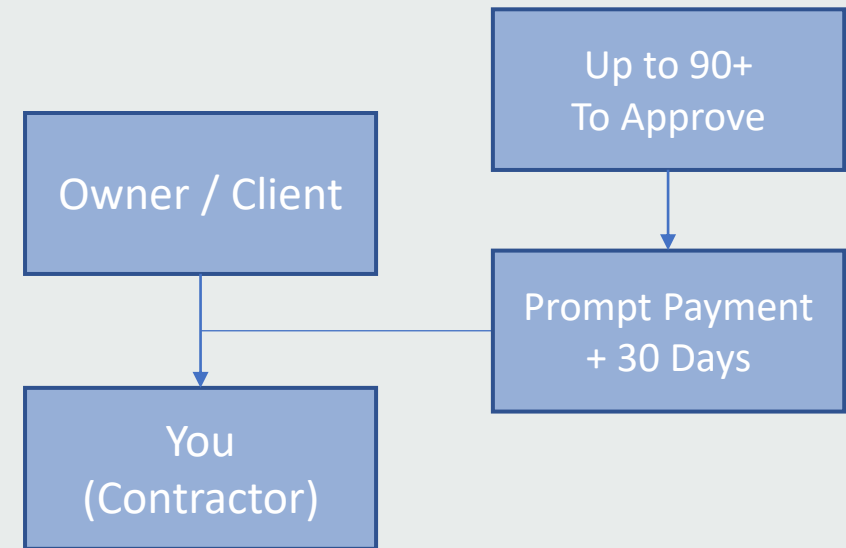 Up to 90+
To Approve
Owner / Client
Prompt Payment
+ 30 Days
You
(Contractor)